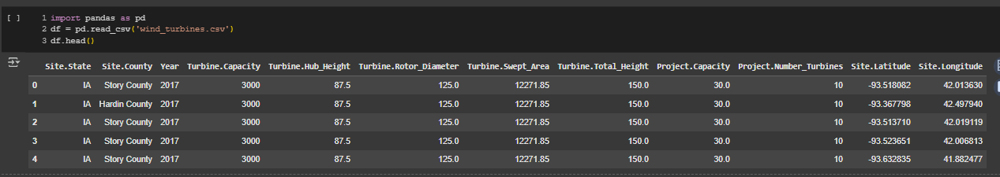 [ ] 1 import pandas as pd
2 df = pd.read_csv('wind_turbines.csv')
3 df.head()
Site.State Site.County Year Turbine.Capacity Turbine.Hub_Height Turbine.Rotor_Diameter Turbine.Swept_Area Turbine.Total_Height Project.Capacity Project.Number_Turbines Site.Latitude Site.Longitude
0 IA Story County 2017 3000 87.5 125.0 12271.85 150.0 30.0 10 -93.518082 42.013630
1 IA Hardin County 2017 3000 87.5 125.0 12271.85 150.0 30.0 10 -93.367798 42.497940
2 IA Story County 2017 3000 87.5 125.0 12271.85 150.0 30.0 10 -93.513710 42.019119
3 IA Story County 2017 3000 87.5 125.0 12271.85 150.0 30.0 10 -93.523651 42.006813
4 IA Story County 2017 3000 87.5 125.0 12271.85 150.0 30.0 10 -93.632835 41.882477